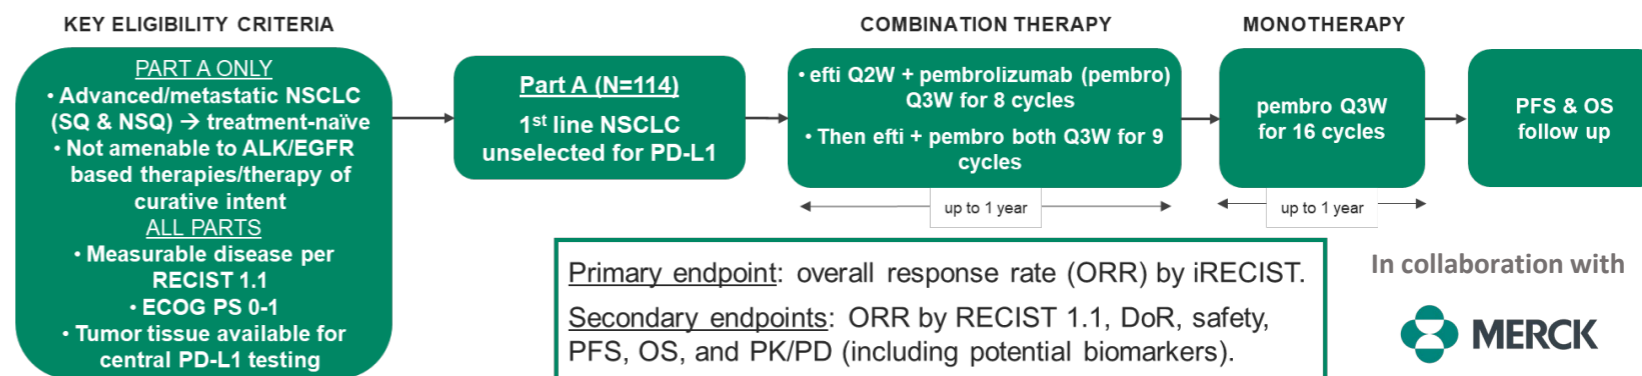 KEY ELIGIBILITY CRITERIA
PART A ONLY
• Advanced/metastatic NSCLC
(SQ & NSQ) → treatment-naïve
• Not amenable to ALK/EGFR
based therapies/therapy of
curative intent
ALL PARTS
• Measurable disease per
RECIST 1.1
• ECOG PS 0-1
• Tumor tissue available for
central PD-L1 testing
Part A (N=114)
1st line NSCLC
unselected for PD-L1
COMBINATION THERAPY
• efti Q2W + pembrolizumab (pembro)
Q3W for 8 cycles
• Then efti + pembro both Q3W for 9
cycles
up to 1 year
MONOTHERAPY
pembro Q3W
for 16 cycles
up to 1 year
PFS & OS
follow up
Primary endpoint: overall response rate (ORR) by iRECIST.
Secondary endpoints: ORR by RECIST 1.1, DoR, safety,
PFS, OS, and PK/PD (including potential biomarkers).
In collaboration with
MERCK